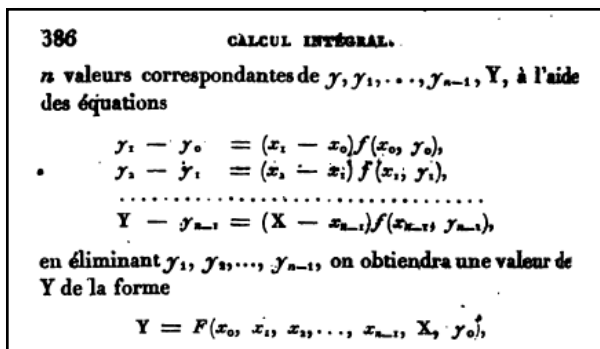 386 CALCUL INTÉGRAL.
n valeurs correspondantes de y, y₁, ..., yₙ₋₁, Y, à l'aide
des équations
y₁ − y₀ = (x₁ − x₀) f(x₀, y₀),
y₂ − y₁ = (x₂ − x₁) f(x₁, y₁),
........................................
Y − yₙ₋₁ = (X − xₙ₋₁) f(xₙ₋₁, yₙ₋₁),
en éliminant y₁, y₂, ..., yₙ₋₁, on obtiendra une valeur de
Y de la forme
Y = F(x₀, x₁, x₂, ..., xₙ₋₁, X, y₀),